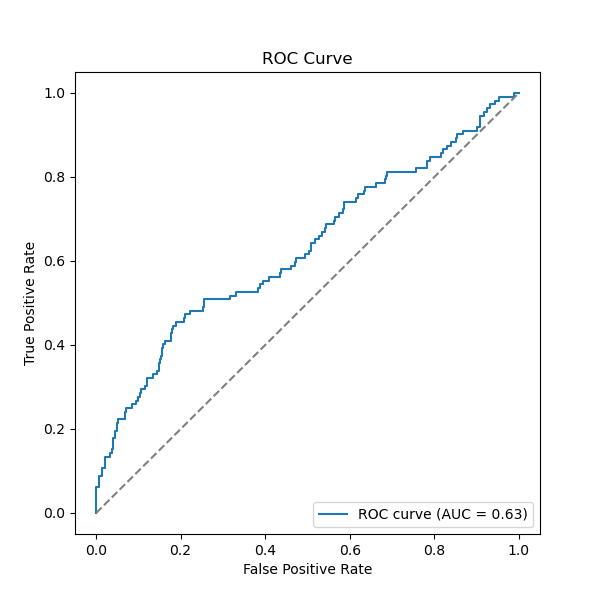 ROC Curve
1.0
0.8
0.6
0.4
0.2
0.0
True Positive Rate
ROC curve (AUC = 0.63)
0.0 0.2 0.4 0.6 0.8 1.0
False Positive Rate